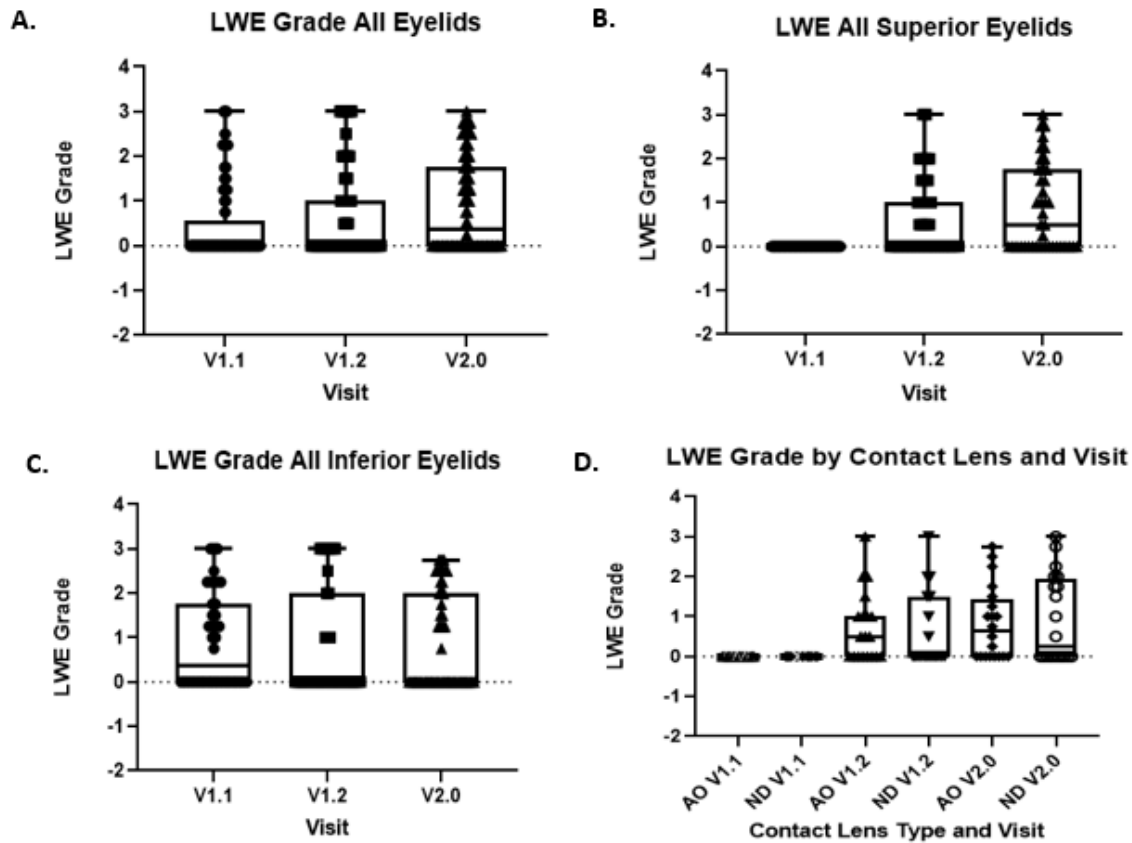 A.
LWE Grade All Eyelids
LWE Grade
4
3
2
1
0
-1
-2
V1.1 V1.2 V2.0
Visit
B.
LWE All Superior Eyelids
LWE Grade
4
3
2
1
0
-1
-2
V1.1 V1.2 V2.0
Visit
C.
LWE Grade All Inferior Eyelids
LWE Grade
4
3
2
1
0
-1
-2
V1.1 V1.2 V2.0
Visit
D.
LWE Grade by Contact Lens and Visit
LWE Grade
4
3
2
1
0
-1
-2
AO V1.1
ND V1.1
AO V1.2
ND V1.2
AO V2.0
ND V2.0
Contact Lens Type and Visit